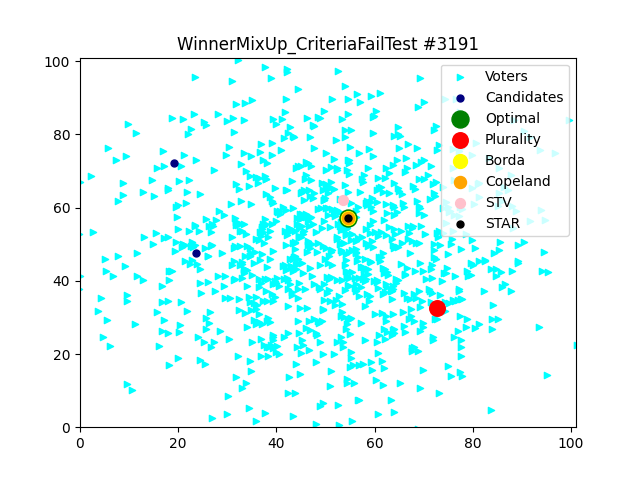 WinnerMixUp_CriteriaFailTest #3191
100
80
60
40
20
0
0 20 40 60 80 100
Voters
Candidates
Optimal
Plurality
Borda
Copeland
STV
STAR